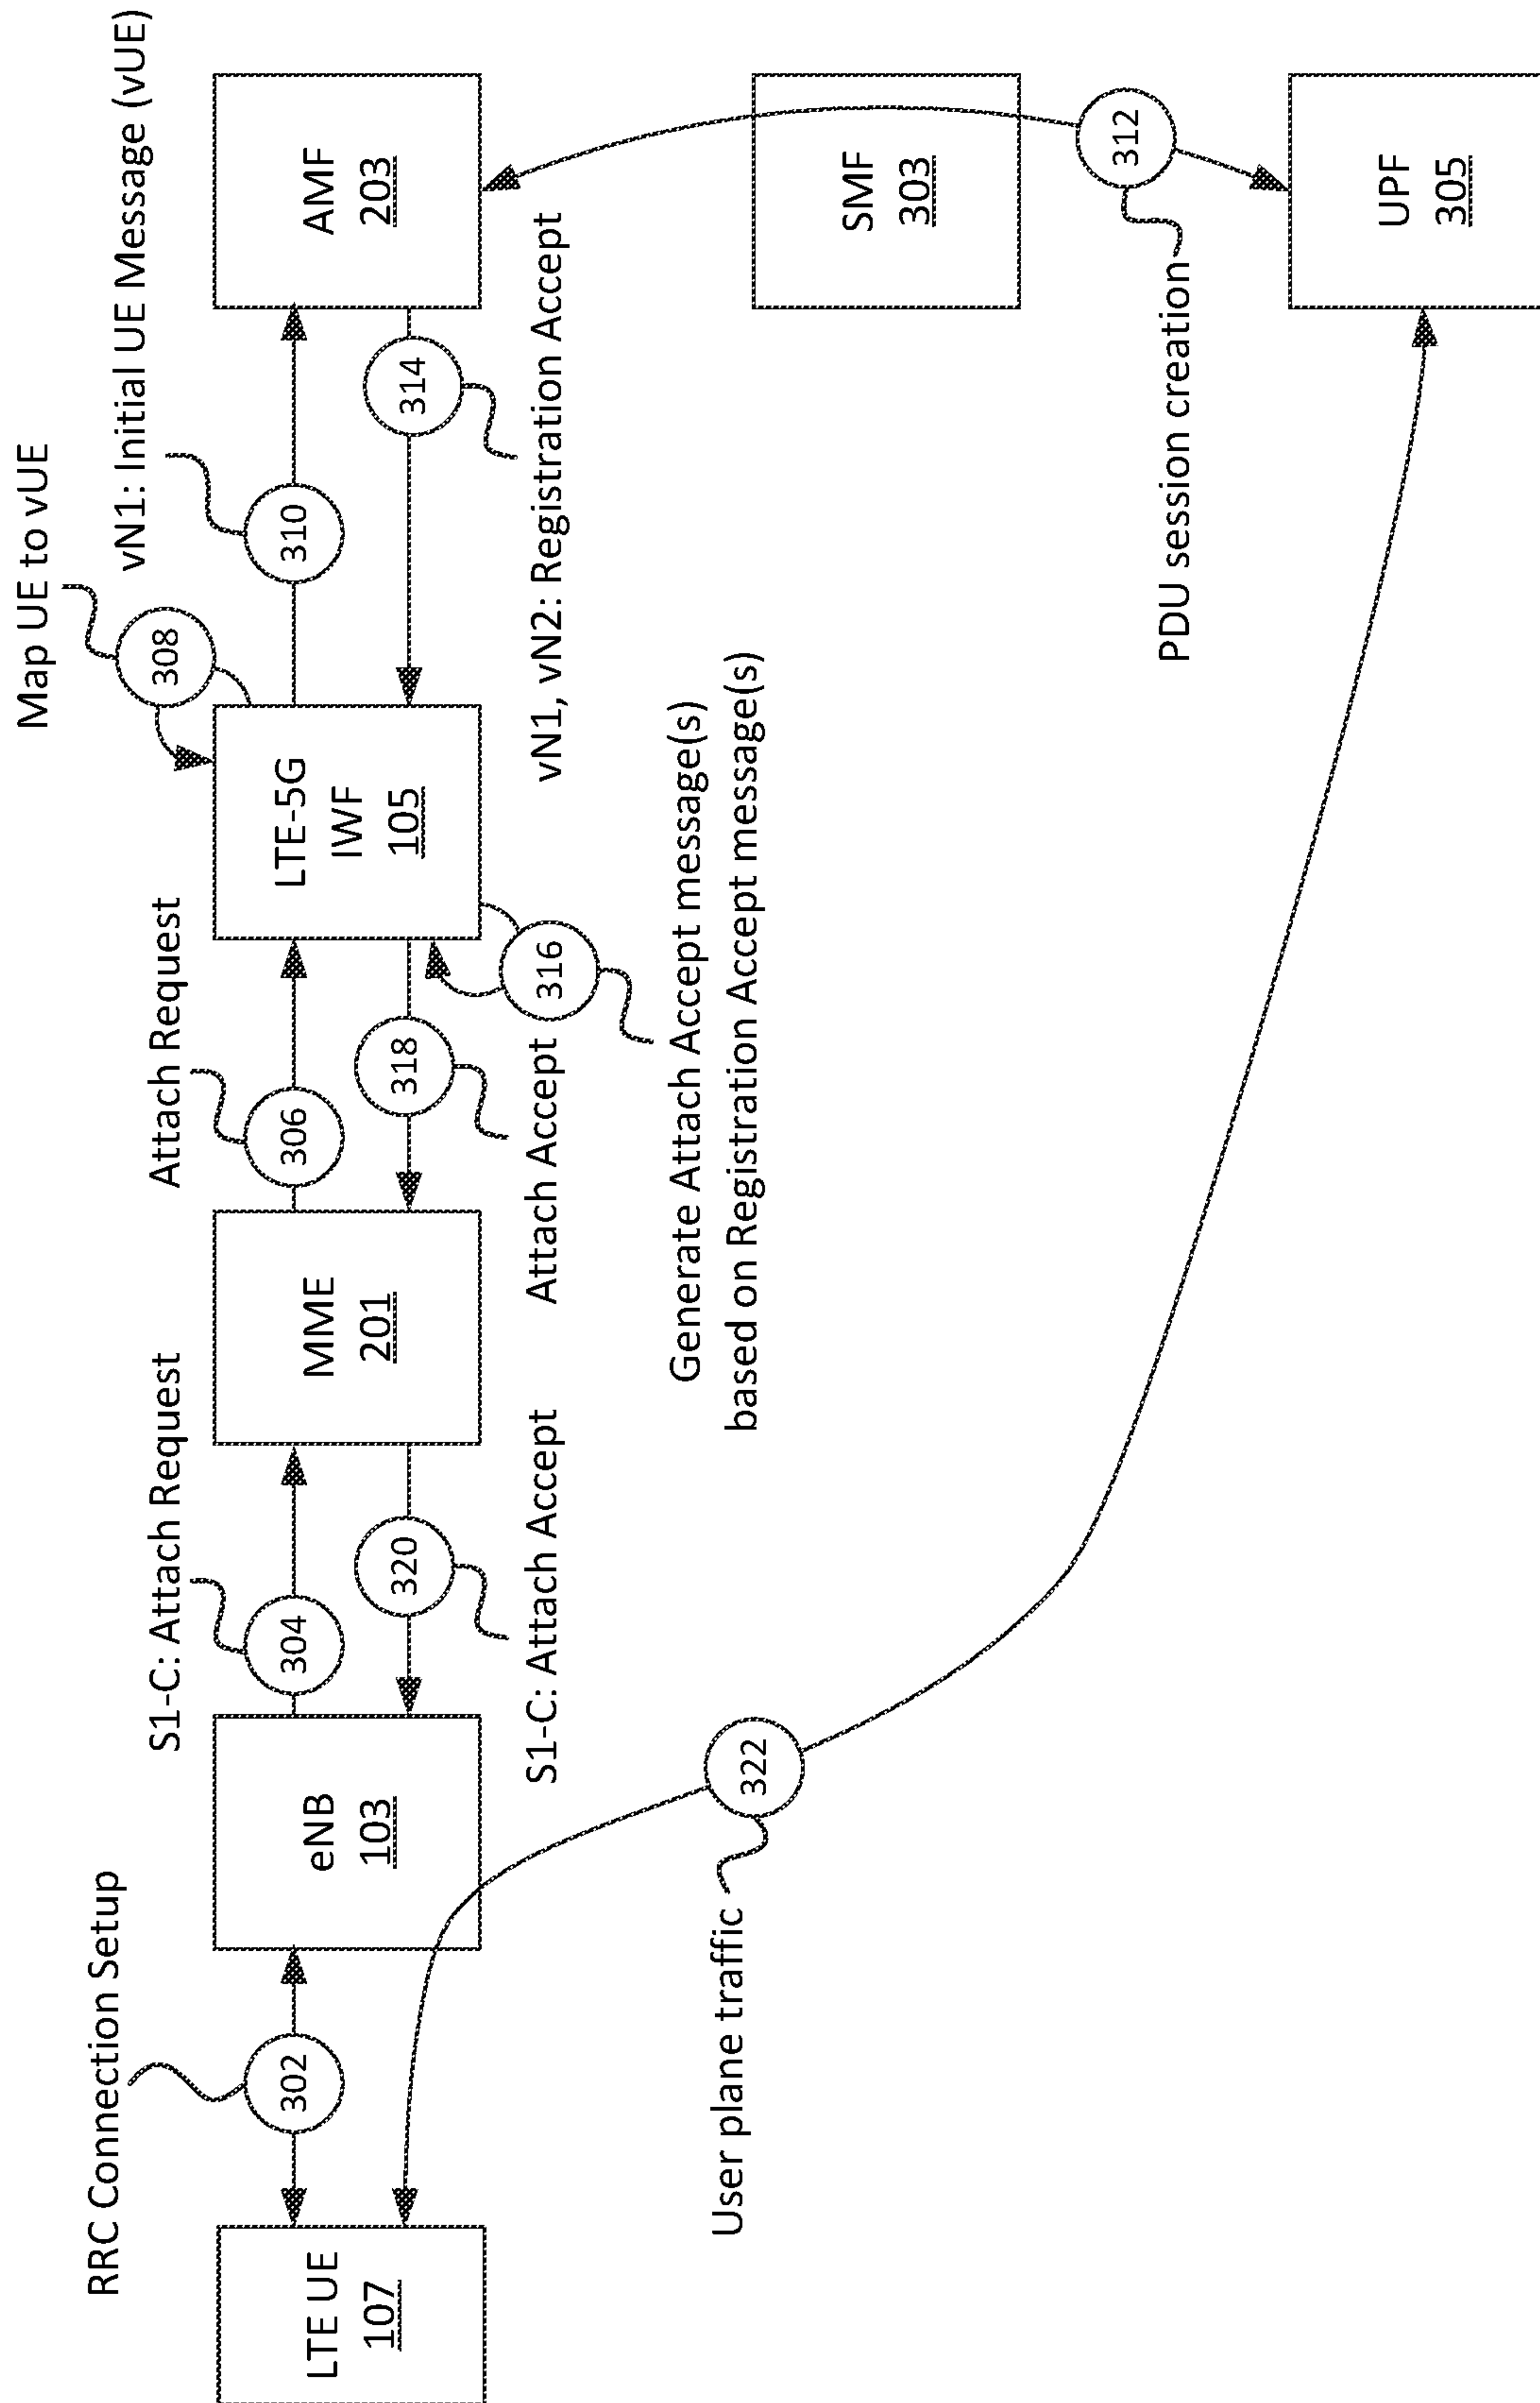 RRC Connection Setup
S1-C: Attach Request
Attach Request
Map UE to vUE
vN1: Initial UE Message (vUE)
302
304
306
308
310
LTE UE
107
eNB
103
MME
201
LTE-5G
IWF
105
AMF
203
320
318
316
314
S1-C: Attach Accept
Attach Accept
vN1, vN2: Registration Accept
Generate Attach Accept message(s)
based on Registration Accept message(s)
322
User plane traffic
SMF
303
312
PDU session creation
UPF
305